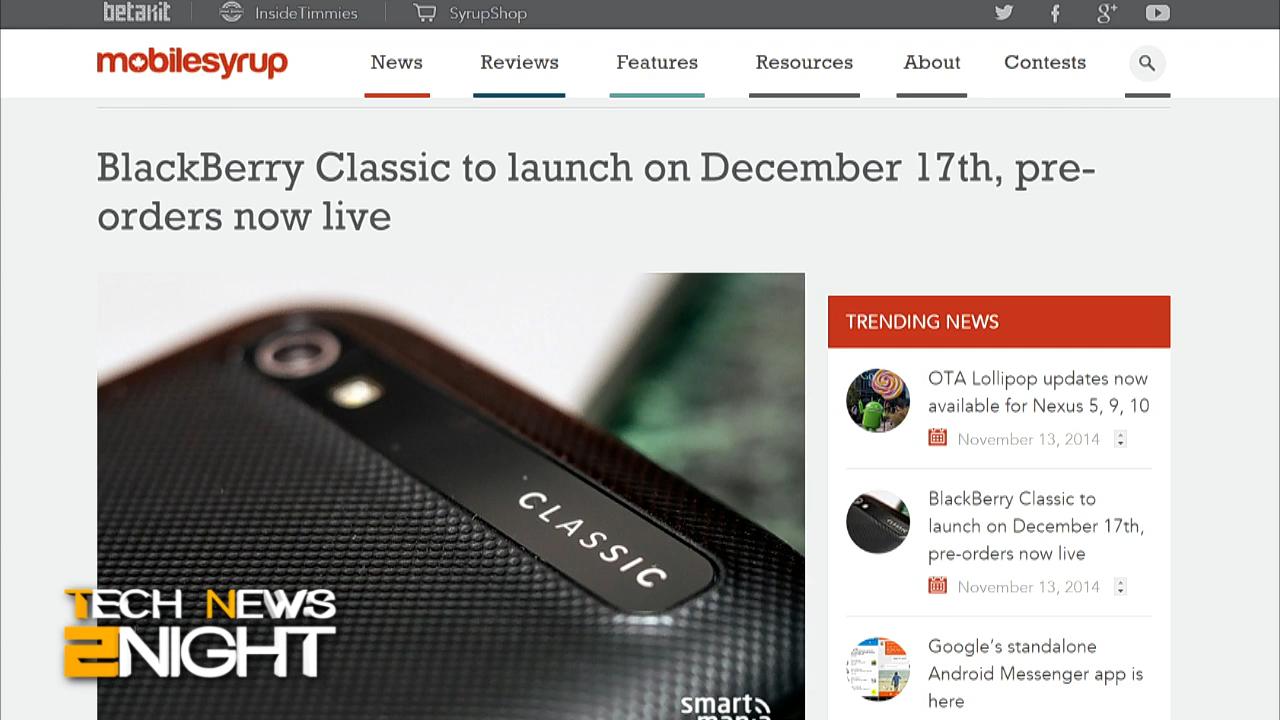 betakit InsideTimmies SyrupShop
mobilesyrup News Reviews Features Resources About Contests
BlackBerry Classic to launch on December 17th, pre-
orders now live
CLASSIC
TECH NEWS
2NIGHT
smart
mania
TRENDING NEWS
OTA Lollipop updates now
available for Nexus 5, 9, 10
November 13, 2014
BlackBerry Classic to
launch on December 17th,
pre-orders now live
November 13, 2014
Google's standalone
Android Messenger app is
here